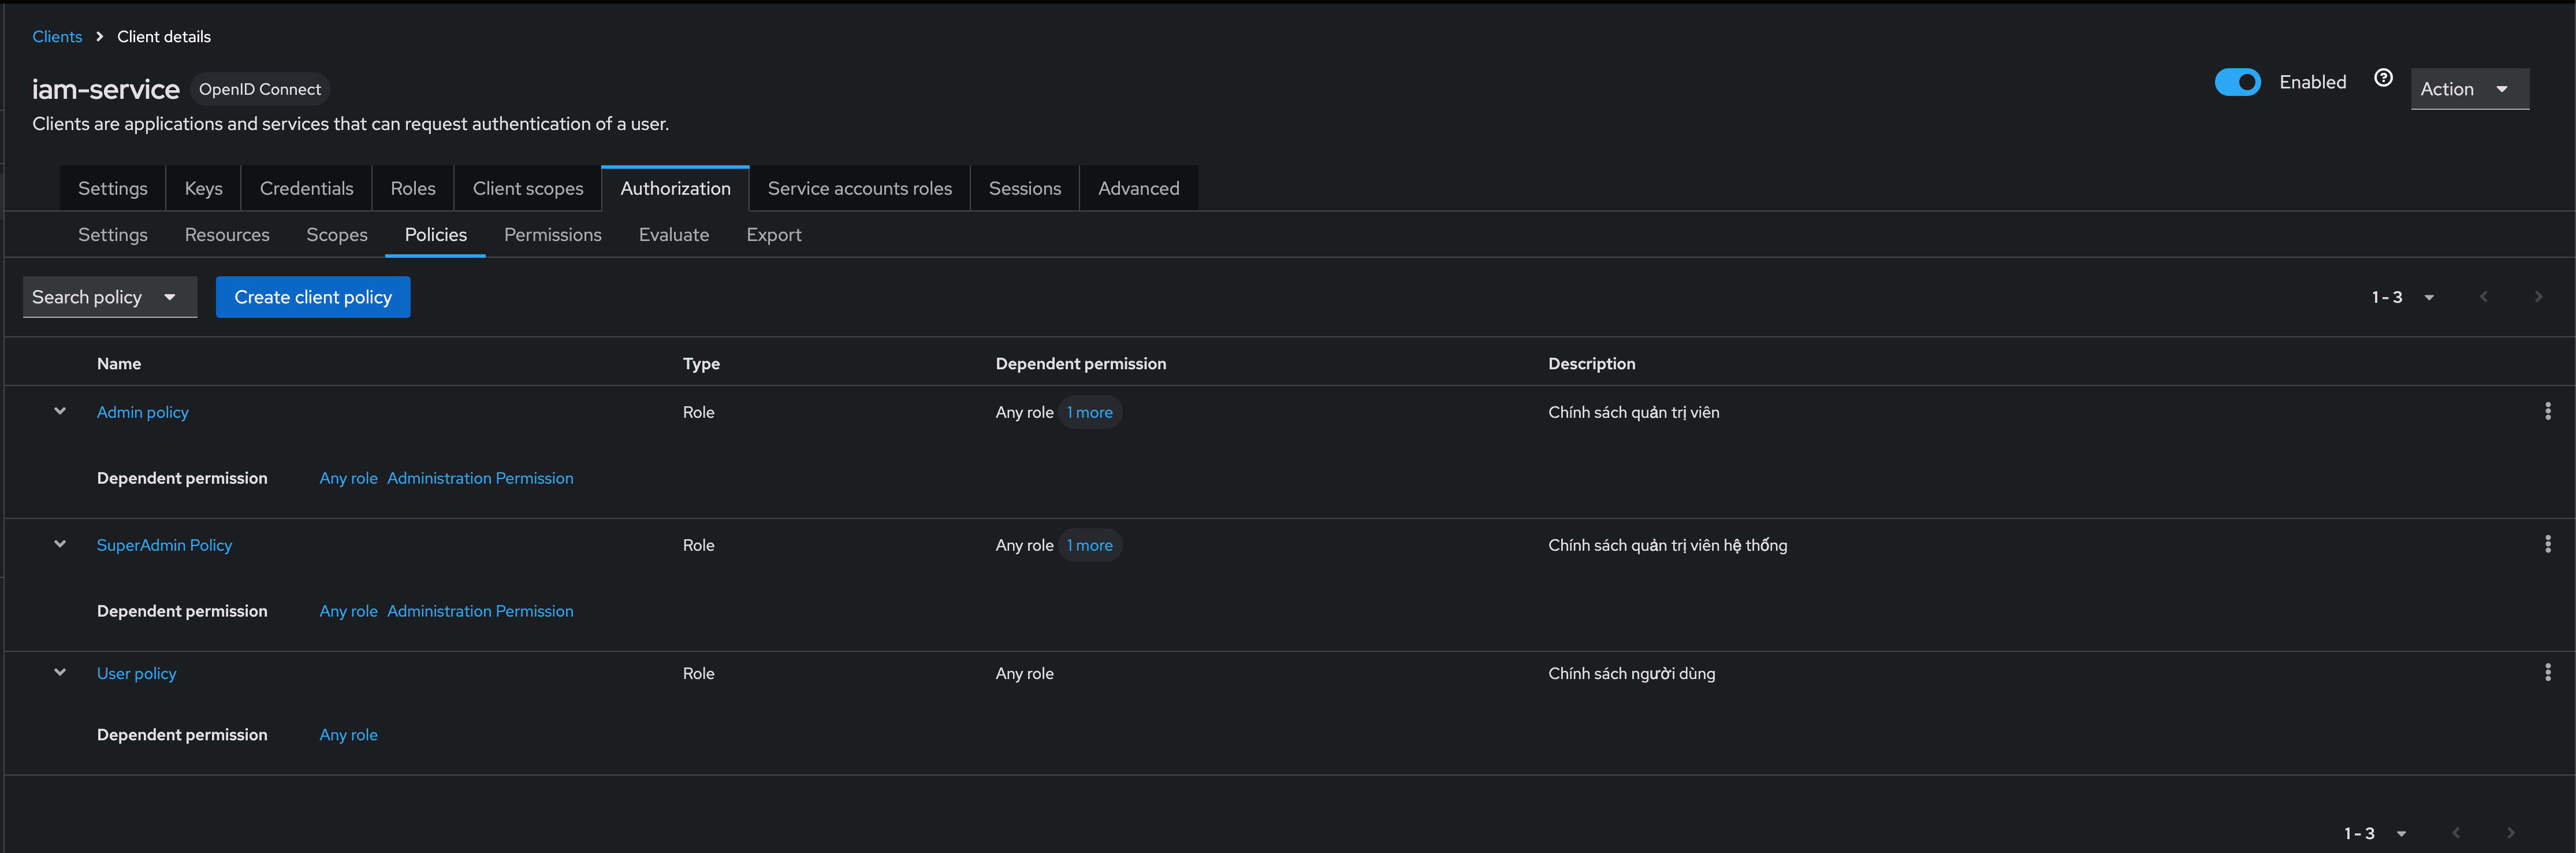 Clients > Client details
iam-service OpenID Connect
Enabled
Action
Clients are applications and services that can request authentication of a user.
Settings Keys Credentials Roles Client scopes Authorization Service accounts roles Sessions Advanced
Settings Resources Scopes Policies Permissions Evaluate Export
Search policy Create client policy 1 - 3
Name Type Dependent permission Description
Admin policy Role Any role 1 more Chính sách quản trị viên
Dependent permission Any role Administration Permission
SuperAdmin Policy Role Any role 1 more Chính sách quản trị viên hệ thống
Dependent permission Any role Administration Permission
User policy Role Any role Chính sách người dùng
Dependent permission Any role
1 - 3